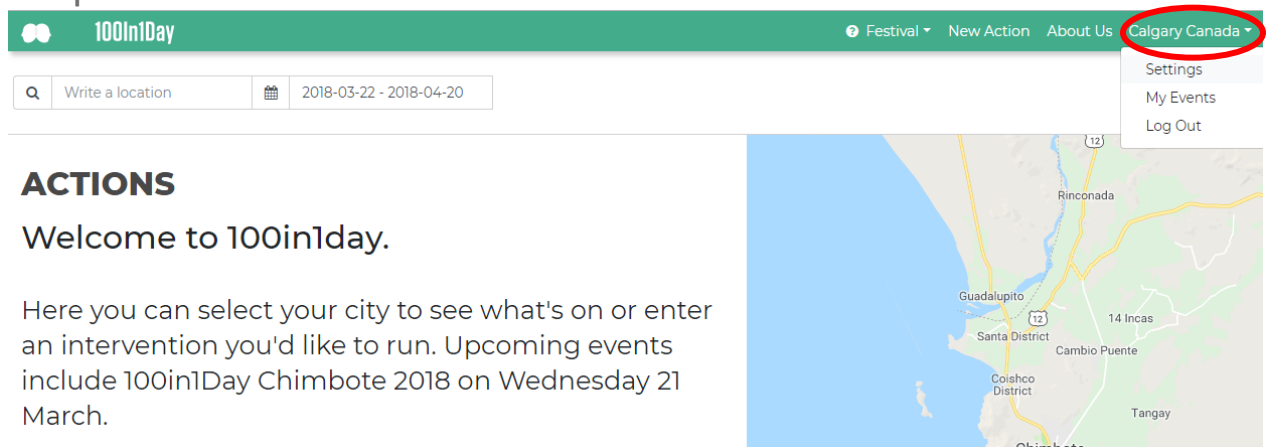 100In1Day
Festival New Action About Us Calgary Canada
Settings
My Events
Log Out
Write a location 2018-03-22 - 2018-04-20
ACTIONS
Welcome to 100in1day.
Here you can select your city to see what's on or enter
an intervention you'd like to run. Upcoming events
include 100in1Day Chimbote 2018 on Wednesday 21
March.
12
Rinconada
Guadalupito
12
14 Incas
Santa District
Cambio Puente
Coishco
District
Tangay